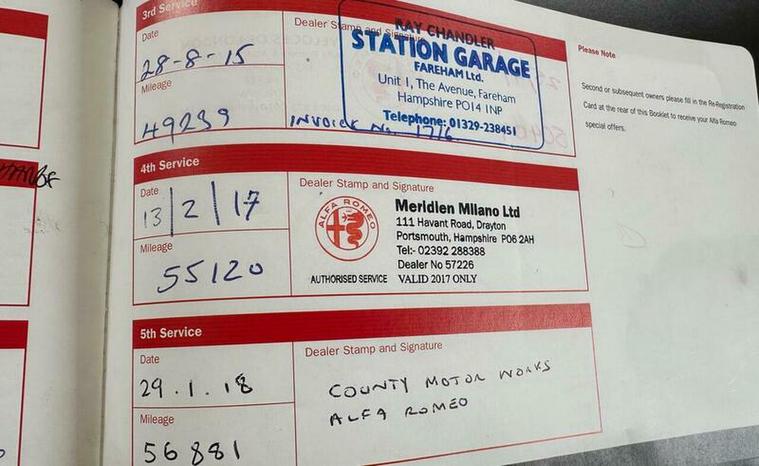 3rd Service
Date
28-8-15
Mileage
49239
Dealer Stamp and Signature
RAY CHANDLER
STATION GARAGE
FAREHAM Ltd.
Unit 1, The Avenue, Fareham
Hampshire PO14 1NP
Telephone: 01329-238451
INVOICE No. 1716
4th Service
Date
13/2/17
Mileage
55120
Dealer Stamp and Signature
ALFA ROMEO
AUTHORISED SERVICE
Meridien Milano Ltd
111 Havant Road, Drayton
Portsmouth, Hampshire PO6 2AH
Tel:- 02392 288388
Dealer No 57226
VALID 2017 ONLY
5th Service
Date
29.1.18
Mileage
56881
Dealer Stamp and Signature
COUNTY MOTOR WORKS
ALFA ROMEO
Please Note
Second or subsequent owners please fill in the Re-Registration
Card at the rear of this Booklet to receive your Alfa Romeo
special offers.